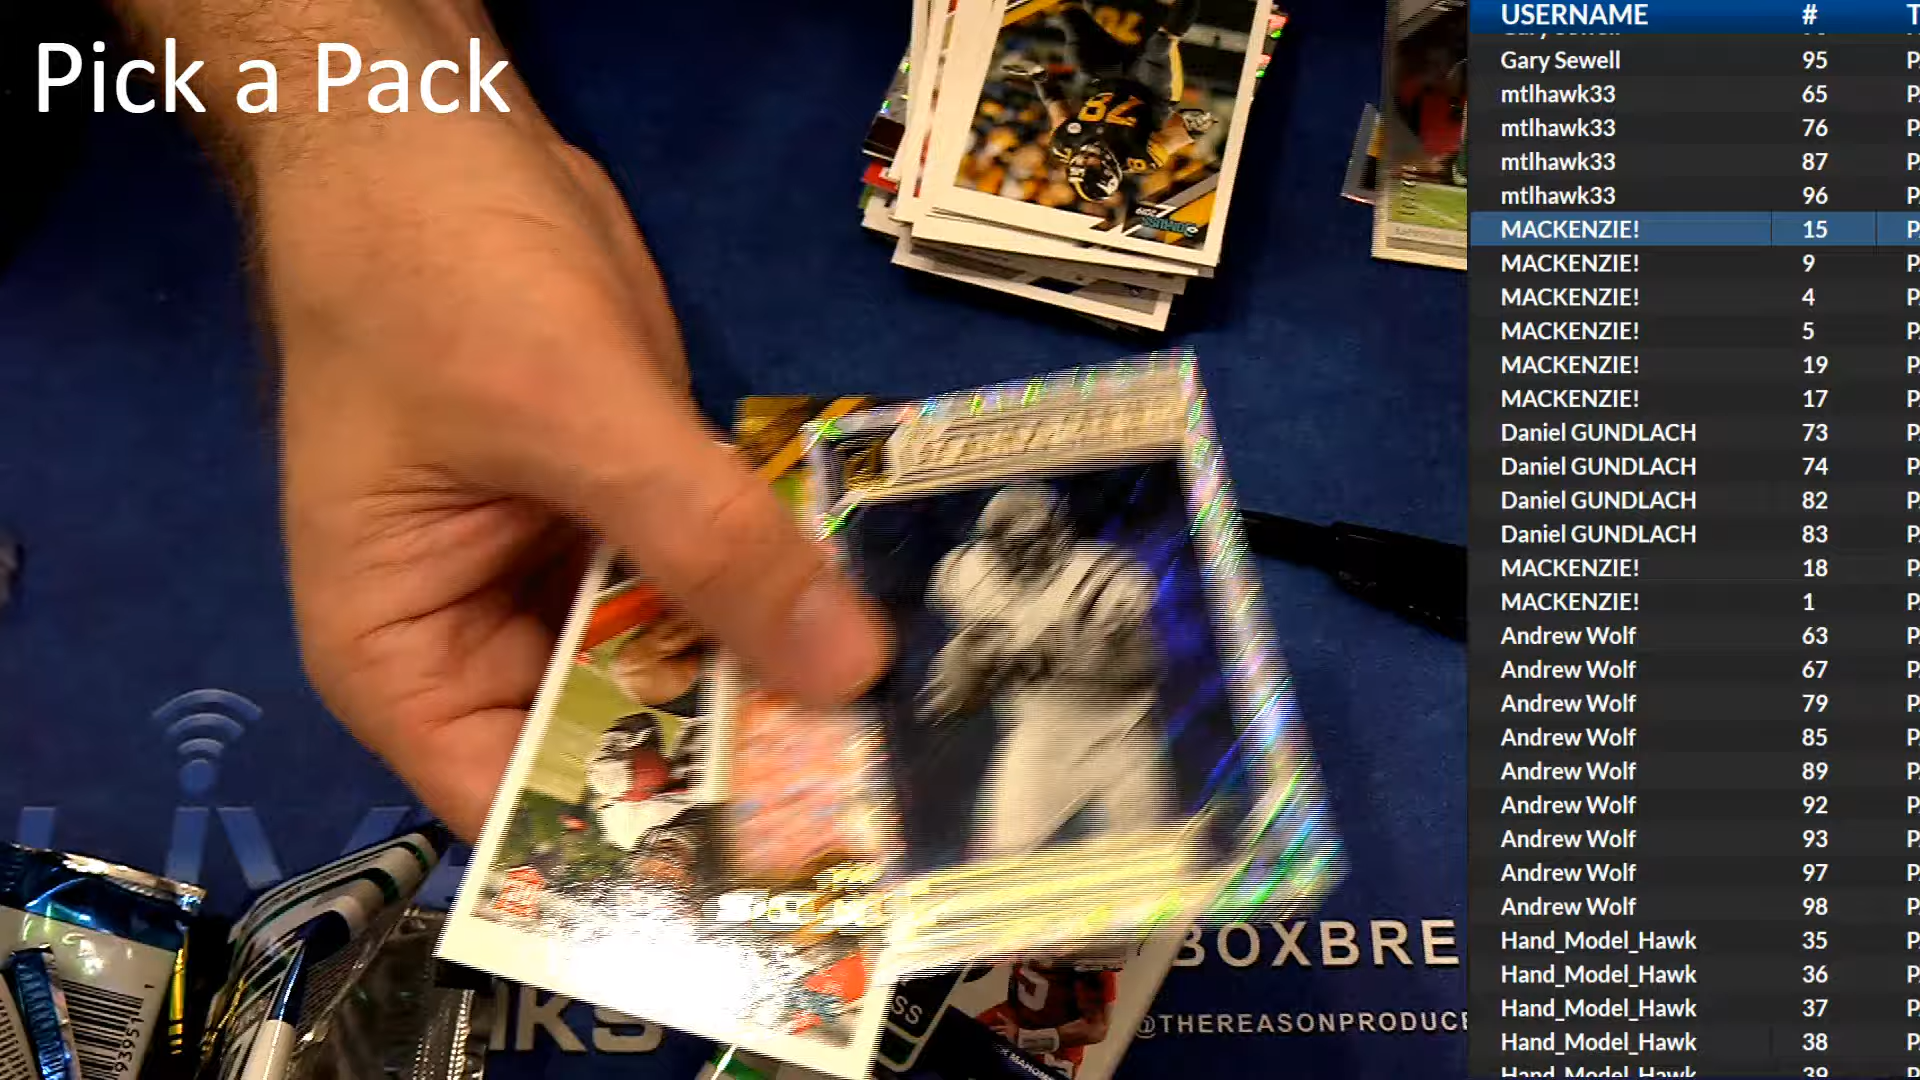 Pick a Pack
USERNAME #
Gary Sewell 95
mtlhawk33 65
mtlhawk33 76
mtlhawk33 87
mtlhawk33 96
MACKENZIE! 15
MACKENZIE! 9
MACKENZIE! 4
MACKENZIE! 5
MACKENZIE! 19
MACKENZIE! 17
Daniel GUNDLACH 73
Daniel GUNDLACH 74
Daniel GUNDLACH 82
Daniel GUNDLACH 83
MACKENZIE! 18
MACKENZIE! 1
Andrew Wolf 63
Andrew Wolf 67
Andrew Wolf 79
Andrew Wolf 85
Andrew Wolf 89
Andrew Wolf 92
Andrew Wolf 93
Andrew Wolf 97
Andrew Wolf 98
Hand_Model_Hawk 35
Hand_Model_Hawk 36
Hand_Model_Hawk 37
Hand_Model_Hawk 38
Hand_Model_Hawk 39
78
BOXBRE
@THEREASONPRODUCE
5